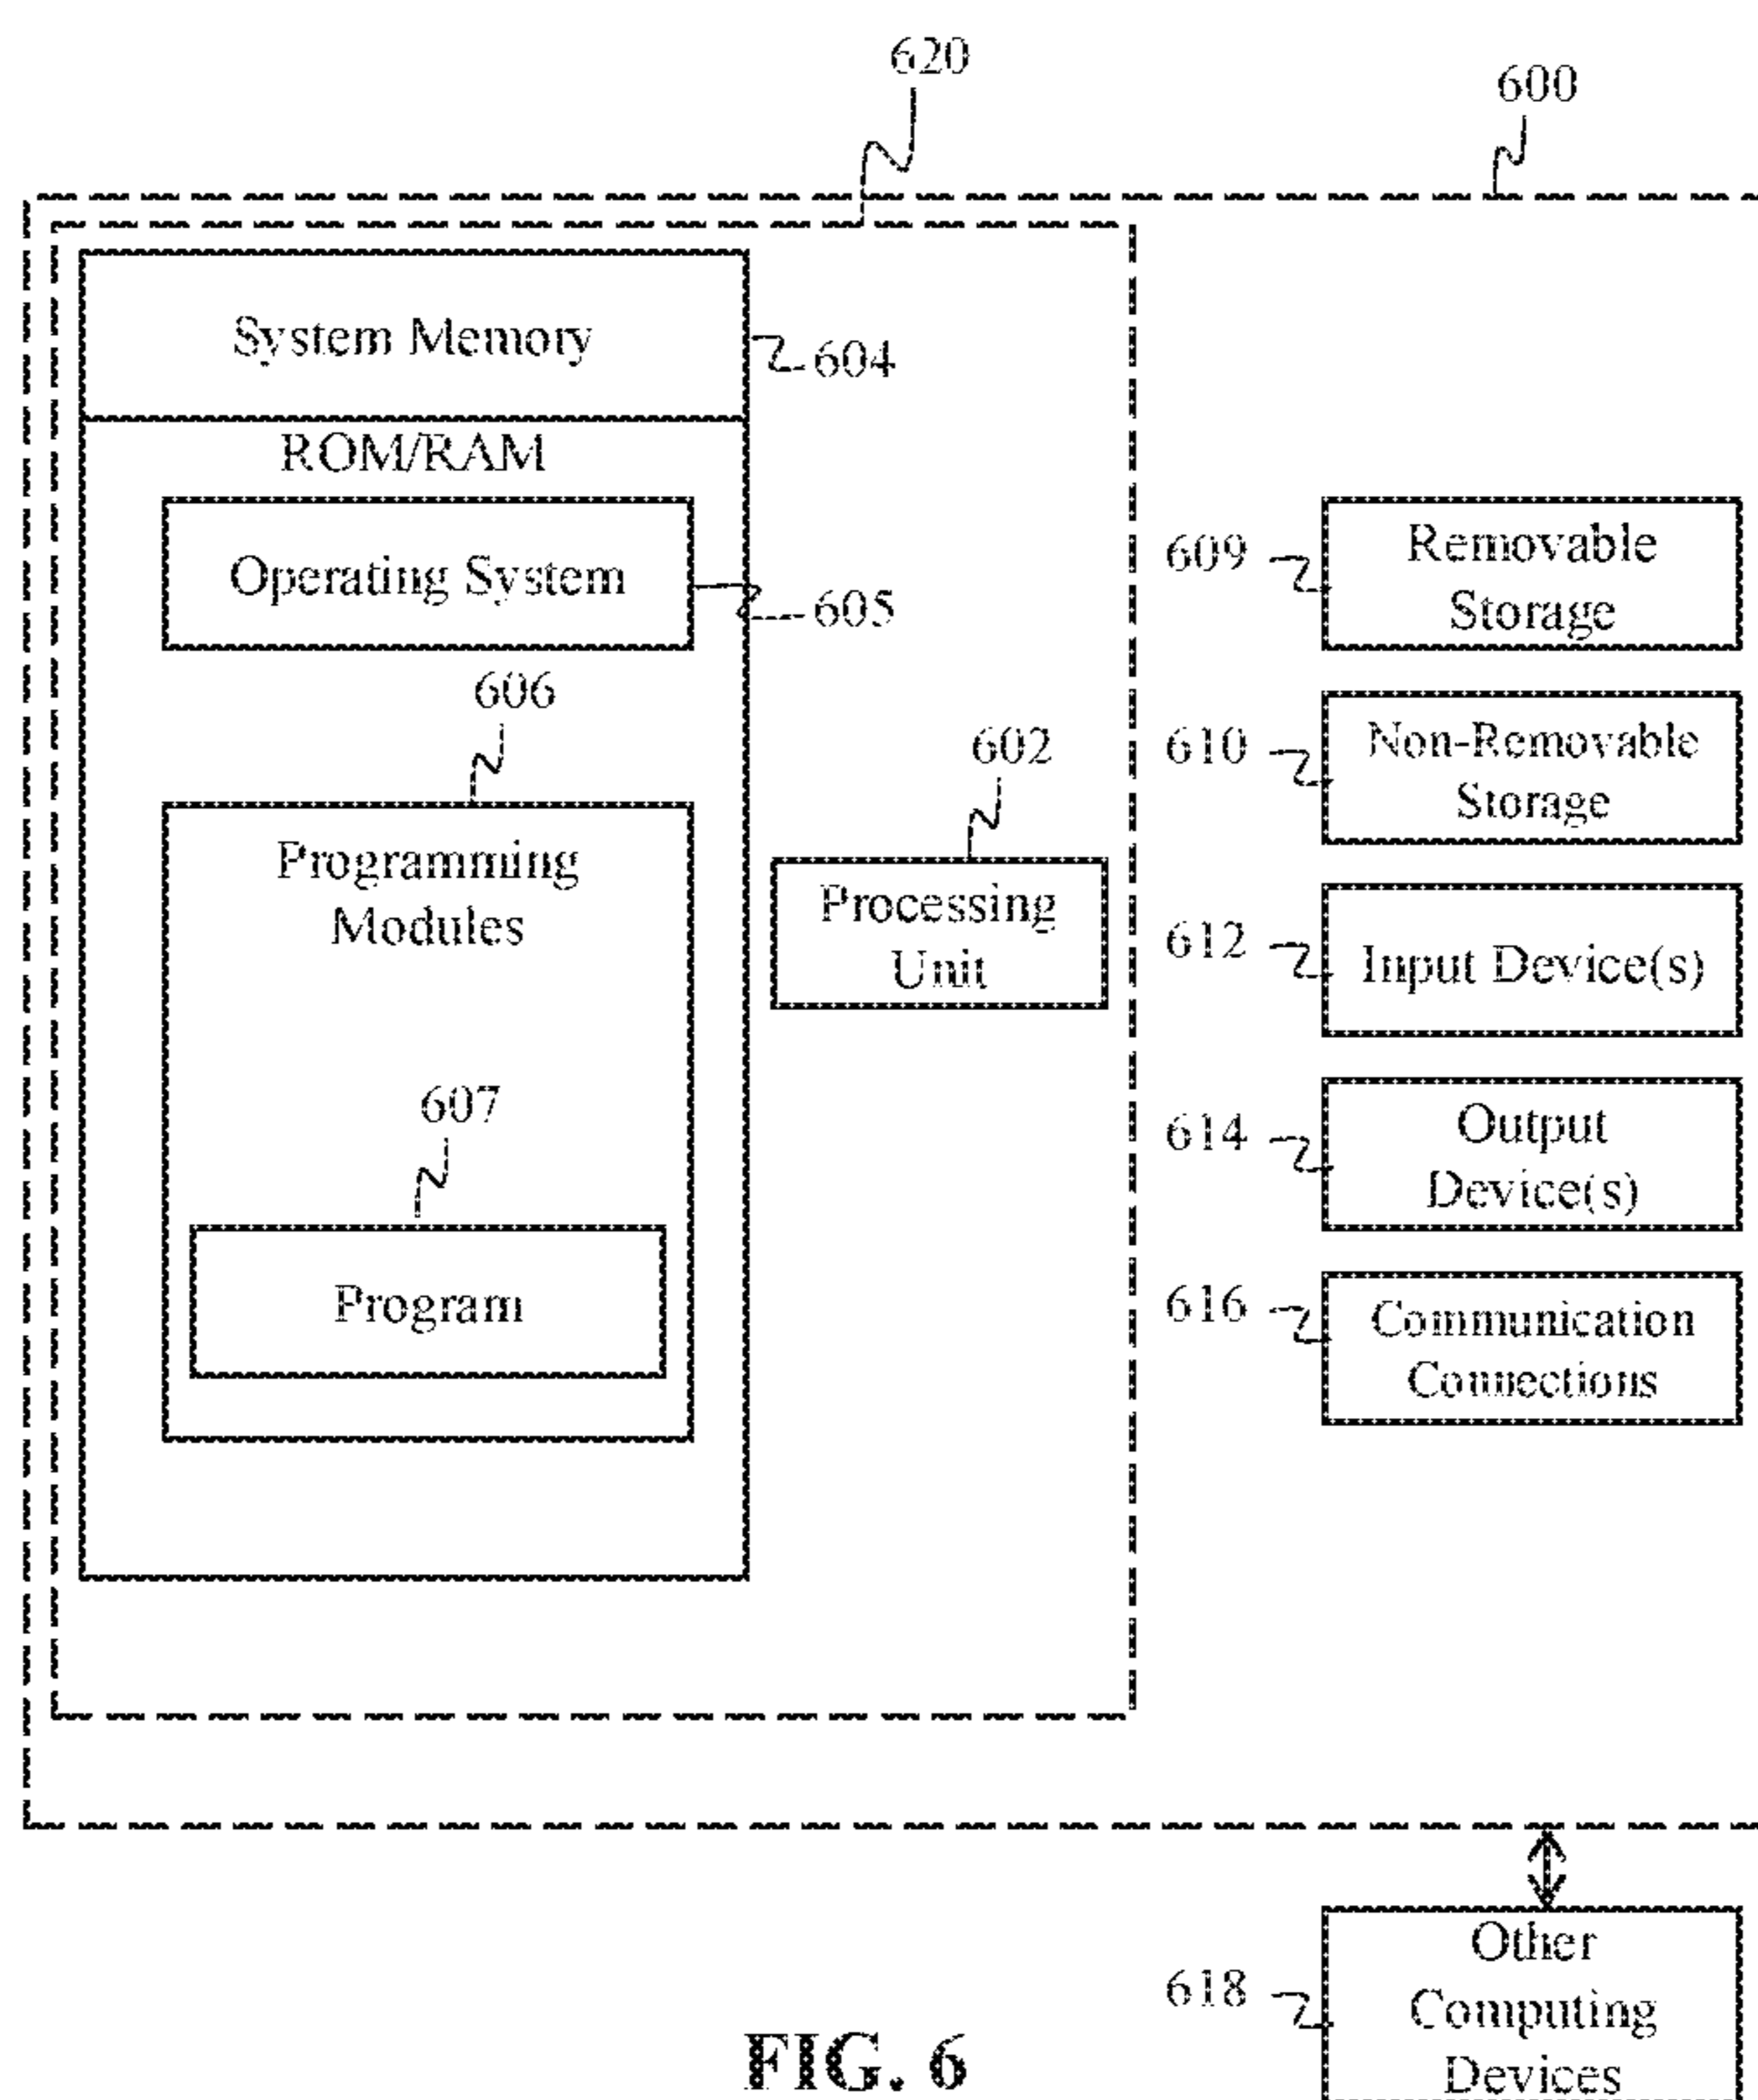 620
600
System Memory
604
ROM/RAM
Operating System
605
606
Programming
Modules
607
Program
602
Processing
Unit
609
Removable
Storage
610
Non-Removable
Storage
612
Input Device(s)
614
Output
Device(s)
616
Communication
Connections
618
Other
Computing
Devices
FIG. 6